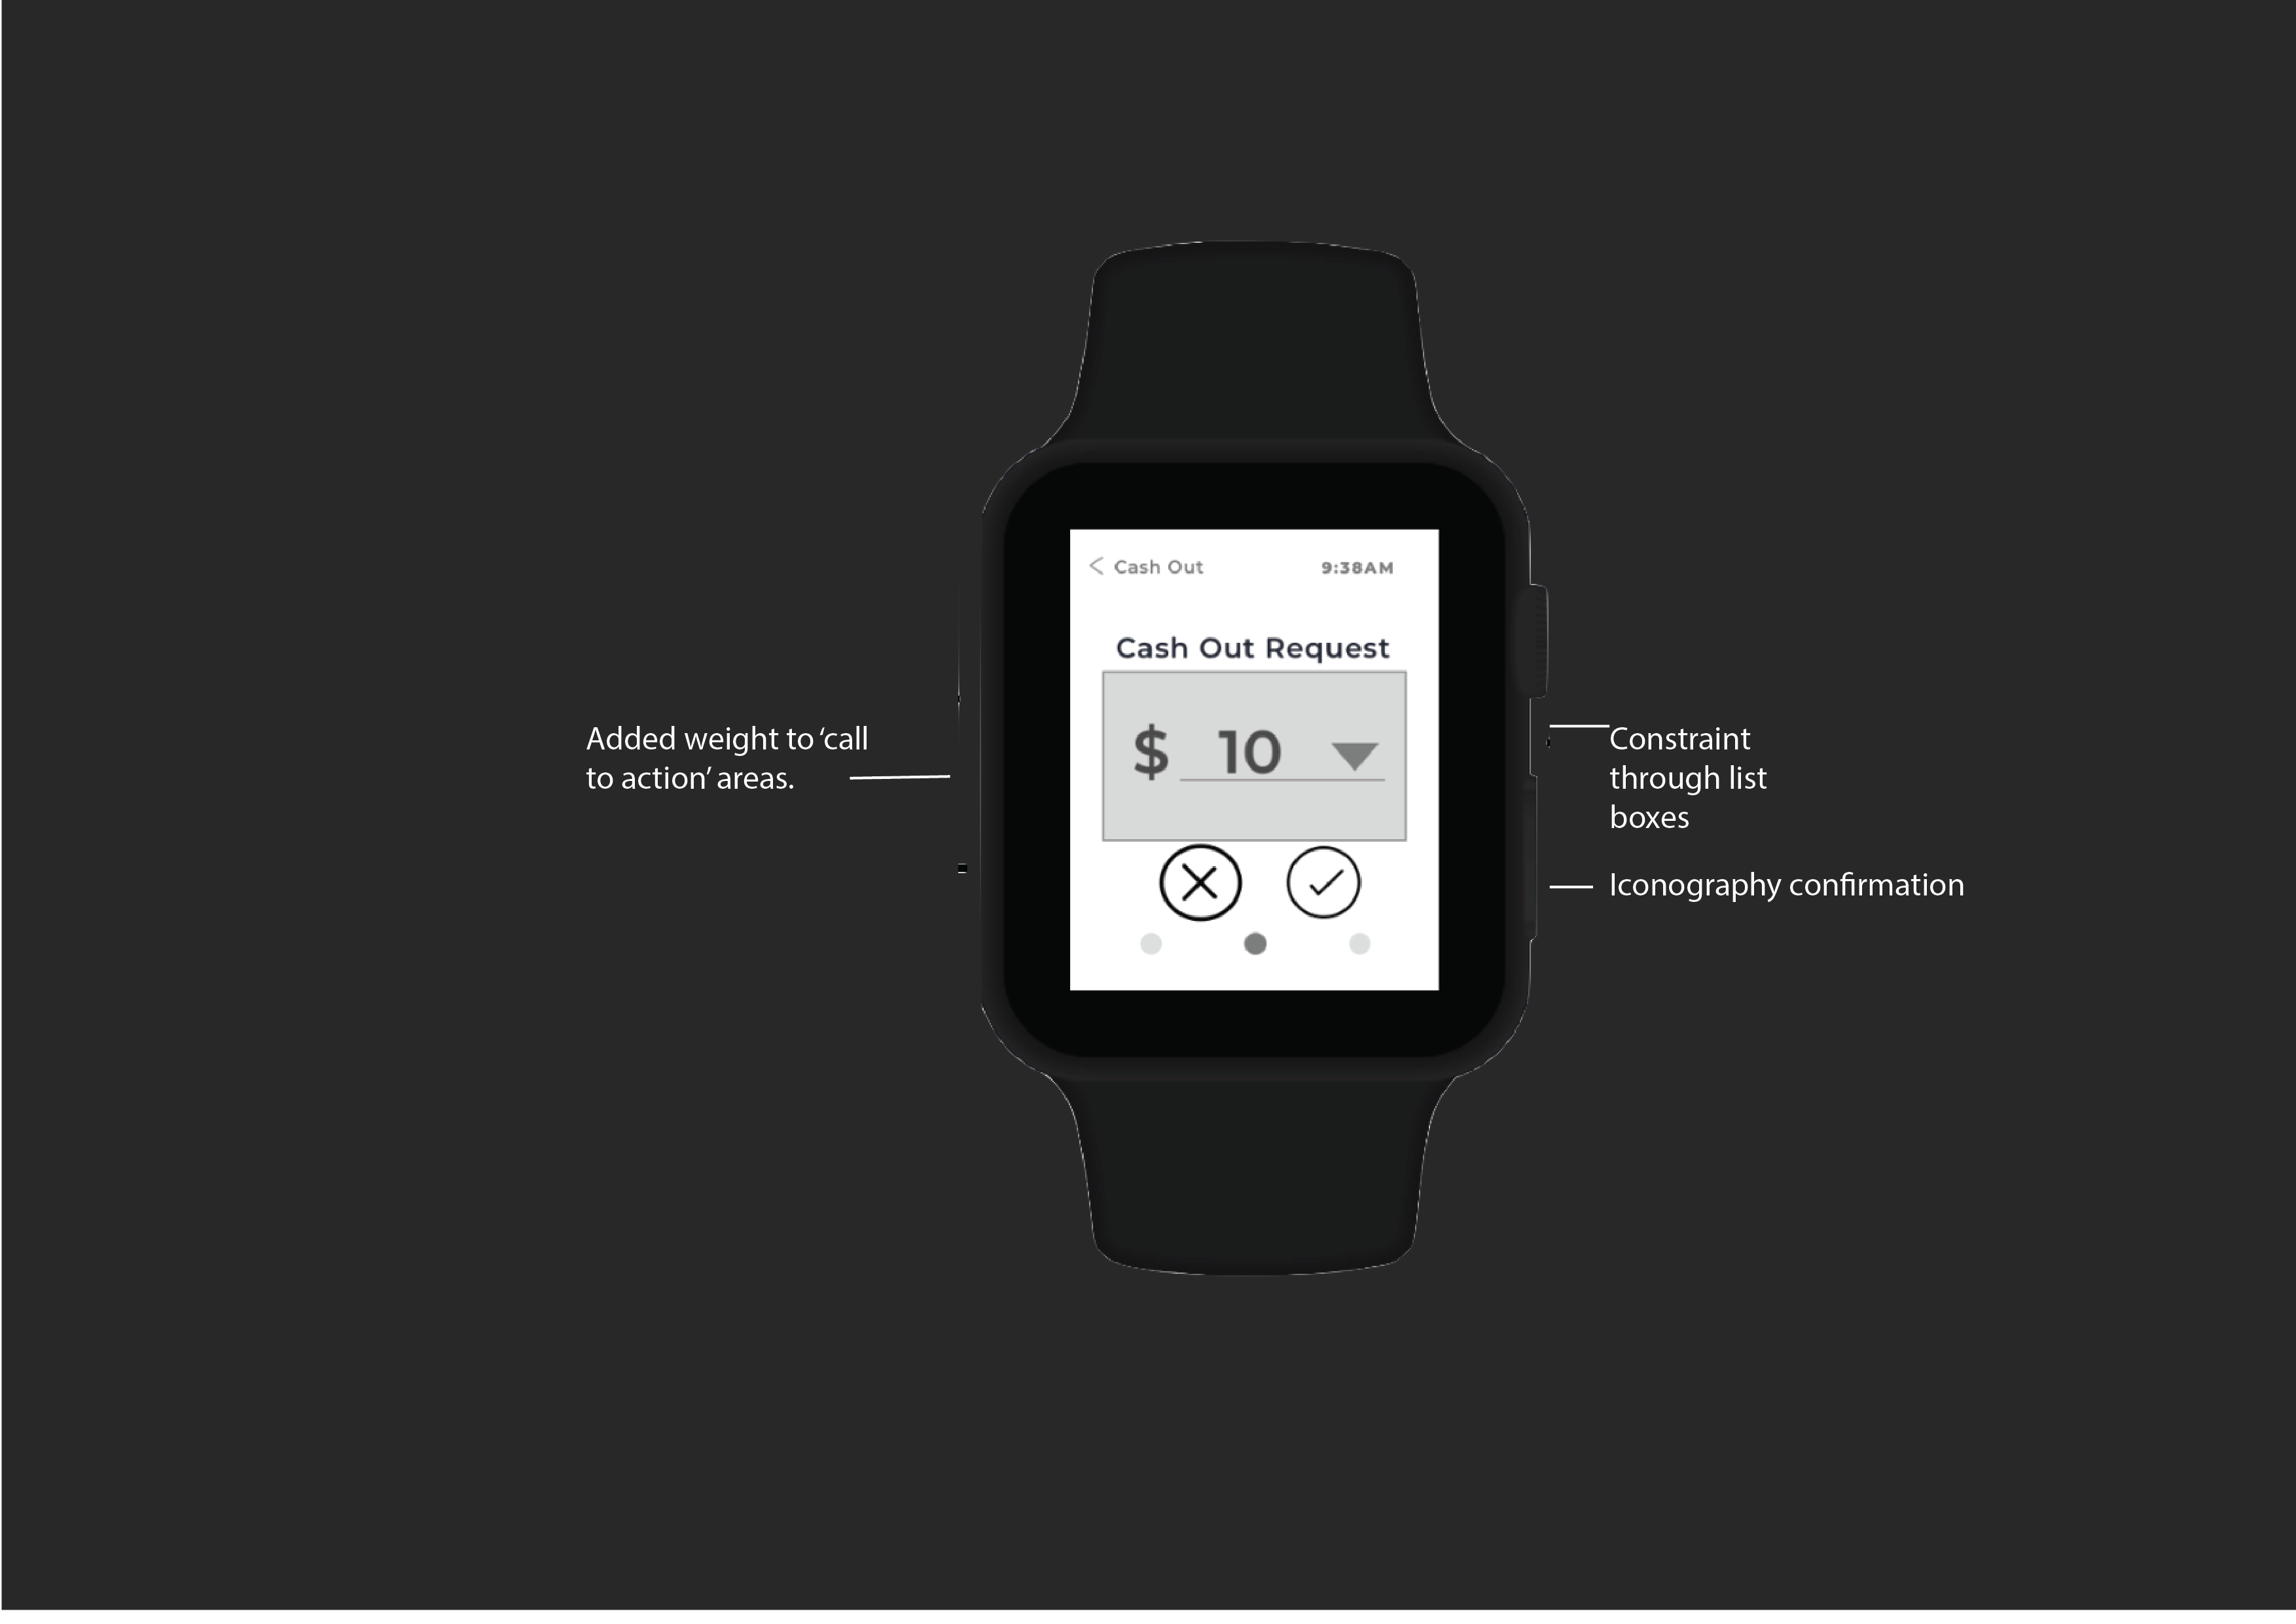 < Cash Out 9:38AM
Cash Out Request
$ 10
Added weight to ‘call
to action’ areas.
Constraint
through list
boxes
Iconography confirmation